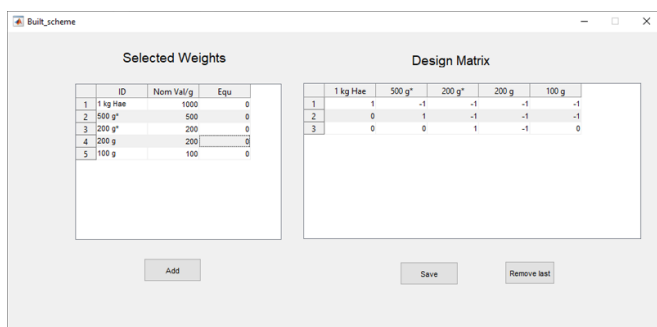 Built_scheme
Selected Weights
Design Matrix
ID Nom Val/g Equ
1 1 kg Hae 1000 0
2 500 g* 500 0
3 200 g* 200 0
4 200 g 200 0
5 100 g 100 0
1 kg Hae 500 g* 200 g* 200 g 100 g
1 1 -1 -1 -1 -1
2 0 1 -1 -1 -1
3 0 0 1 -1 0
Add
Save
Remove last